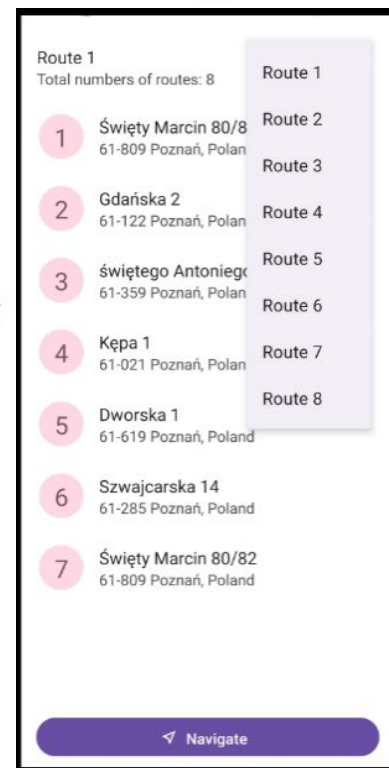 Route 1
Total numbers of routes: 8
1
Święty Marcin 80/8
61-809 Poznań, Polan
2
Gdańska 2
61-122 Poznań, Polan
3
świętego Antoniego
61-359 Poznań, Polan
4
Kępa 1
61-021 Poznań, Polan
5
Dworska 1
61-619 Poznań, Poland
6
Szwajcarska 14
61-285 Poznań, Poland
7
Święty Marcin 80/82
61-809 Poznań, Poland
Route 1
Route 2
Route 3
Route 4
Route 5
Route 6
Route 7
Route 8
Navigate